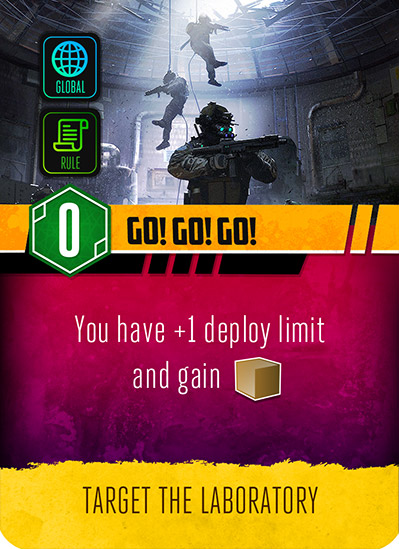 GLOBAL
RULE
0
GO! GO! GO!
You have +1 deploy limit
and gain
TARGET THE LABORATORY